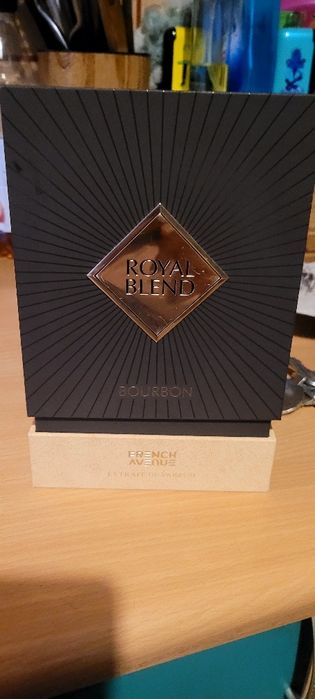 ROYAL
BLEND
BOURBON
FRENCH
AVENUE
EXTRAIT DE PARFUM